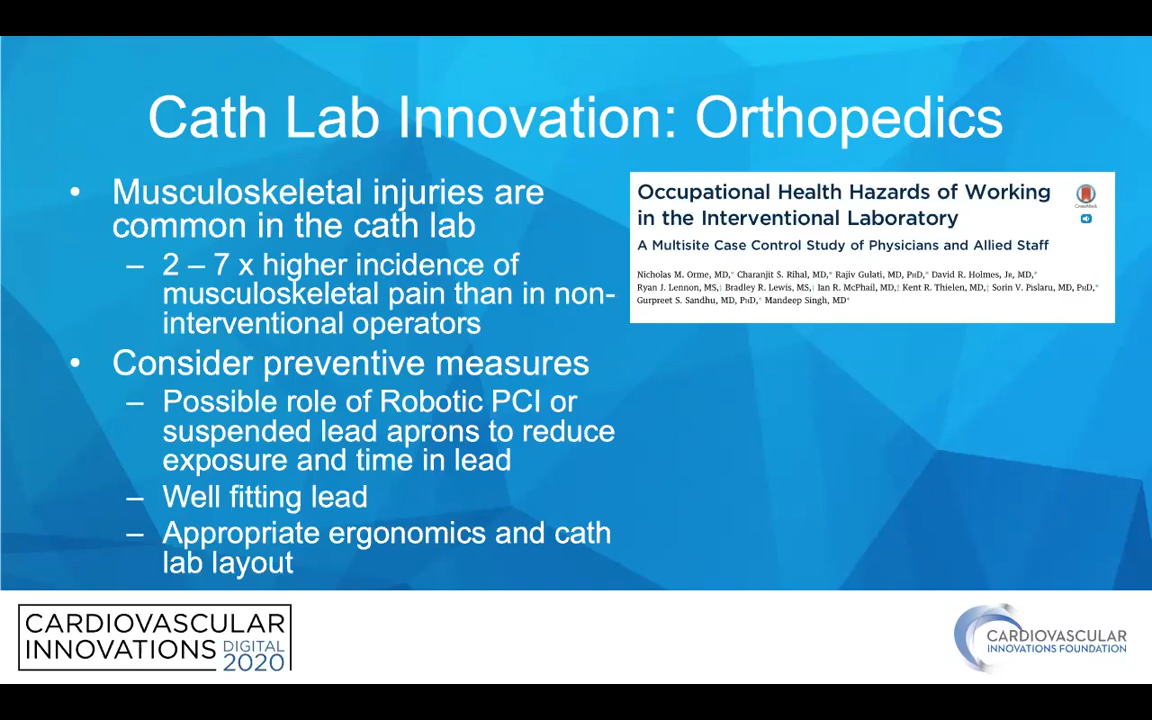 Cath Lab Innovation: Orthopedics
• Musculoskeletal injuries are
common in the cath lab
– 2 – 7 x higher incidence of
musculoskeletal pain than in non-
interventional operators
• Consider preventive measures
– Possible role of Robotic PCI or
suspended lead aprons to reduce
exposure and time in lead
– Well fitting lead
– Appropriate ergonomics and cath
lab layout
Occupational Health Hazards of Working
in the Interventional Laboratory
A Multisite Case Control Study of Physicians and Allied Staff
Nicholas M. Orme, MD,* Charanjit S. Rihal, MD,* Rajiv Gulati, MD, PhD,* David R. Holmes, Jr, MD,*
Ryan J. Lennon, MS,† Bradley R. Lewis, MS,† Ian R. McPhail, MD,‡ Kent R. Thielen, MD,§ Sorin V. Pislaru, MD, PhD,*
Gurpreet S. Sandhu, MD, PhD,* Mandeep Singh, MD*
CrossMark
CARDIOVASCULAR
INNOVATIONS DIGITAL
2020
CARDIOVASCULAR
INNOVATIONS FOUNDATION